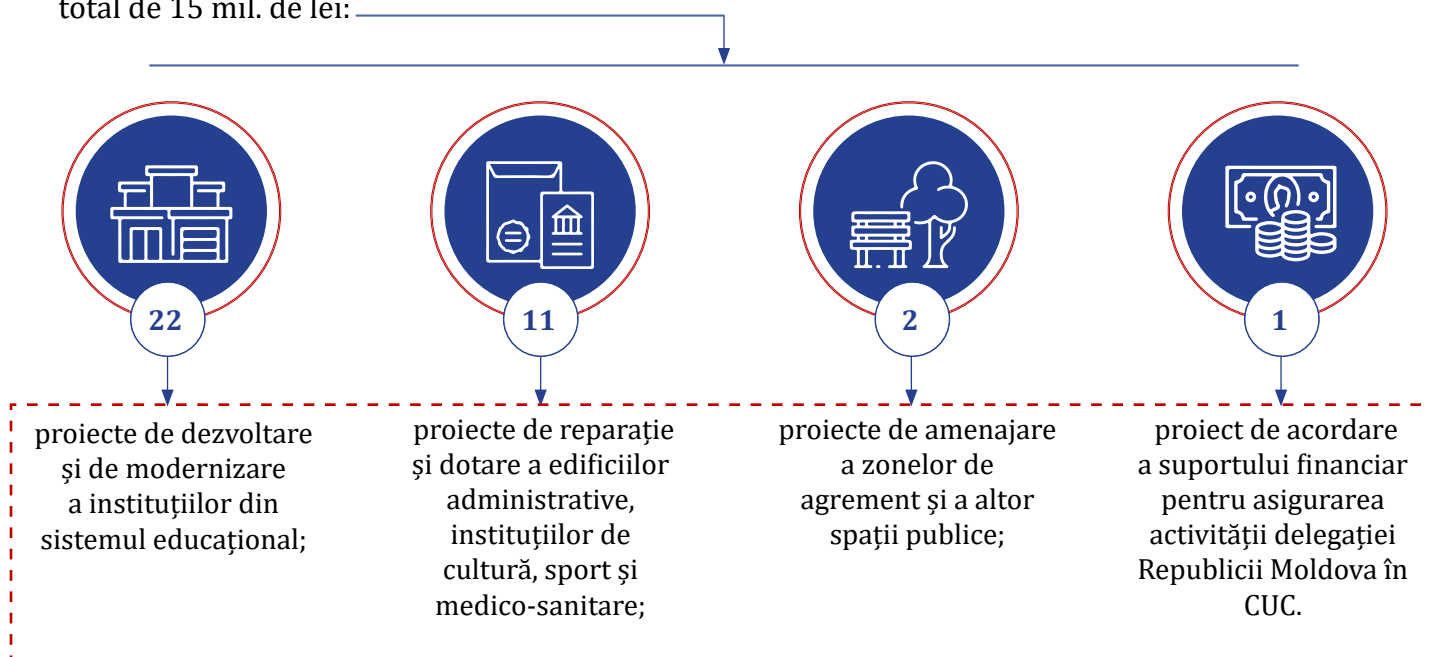 total de 15 mil. de lei:
22
11
2
1
proiecte de dezvoltare
și de modernizare
a instituțiilor din
sistemul educațional;
proiecte de reparație
și dotare a edificiilor
administrative,
instituțiilor de
cultură, sport și
medico-sanitare;
proiecte de amenajare
a zonelor de
agrement și a altor
spații publice;
proiect de acordare
a suportului financiar
pentru asigurarea
activității delegației
Republicii Moldova în
CUC.